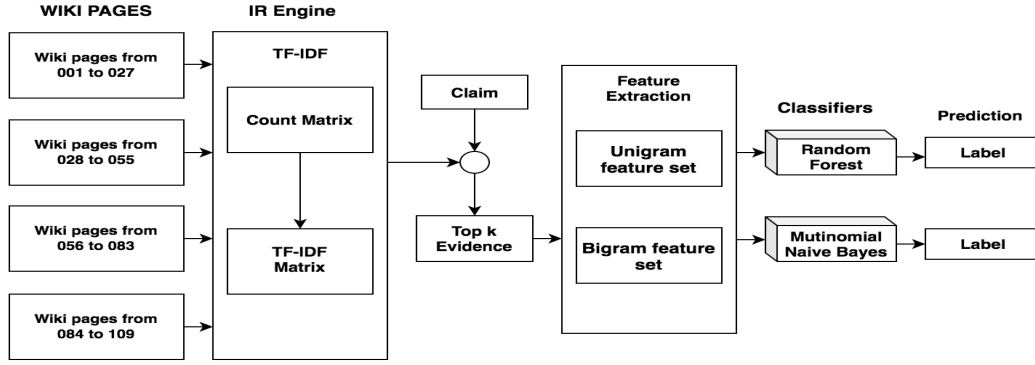 WIKI PAGES
Wiki pages from
001 to 027
Wiki pages from
028 to 055
Wiki pages from
056 to 083
Wiki pages from
084 to 109
IR Engine
TF-IDF
Count Matrix
TF-IDF
Matrix
Claim
Top k
Evidence
Feature
Extraction
Unigram
feature set
Bigram feature
set
Classifiers
Random
Forest
Mutinomial
Naive Bayes
Prediction
Label
Label